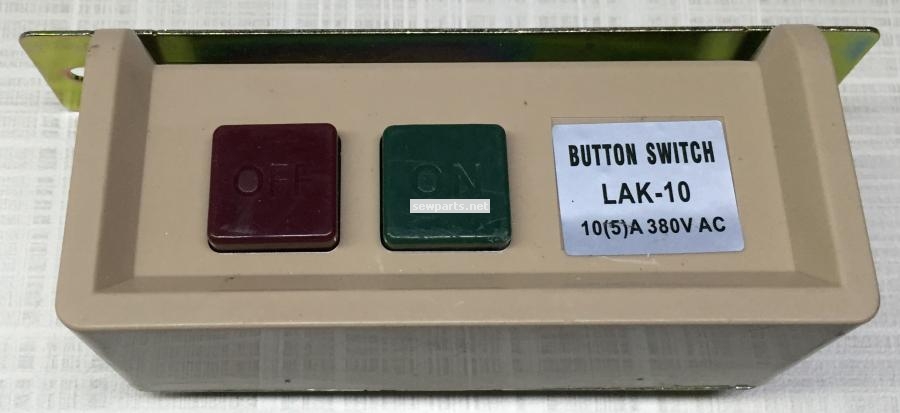 OFF
ON
sewparts.net
BUTTON SWITCH
LAK-10
10(5)A 380V AC